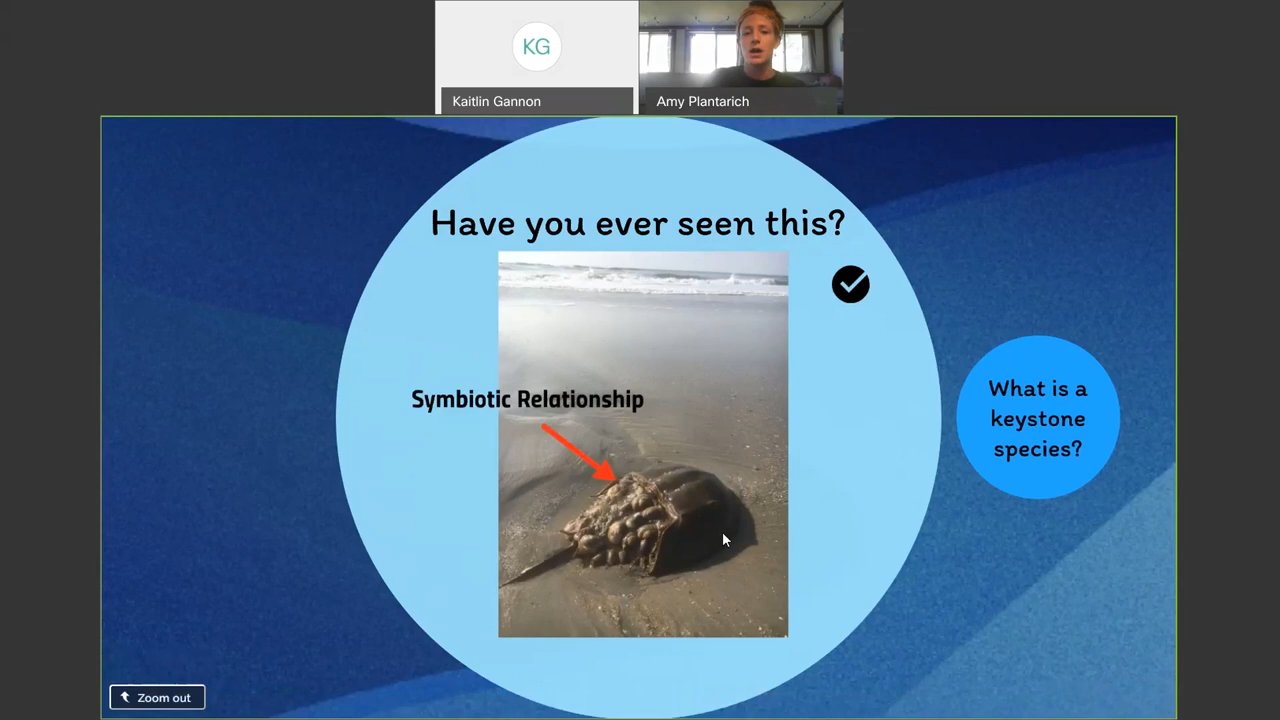 KG
Kaitlin Gannon
Amy Plantarich
Have you ever seen this?
Symbiotic Relationship
What is a
keystone
species?
Zoom out